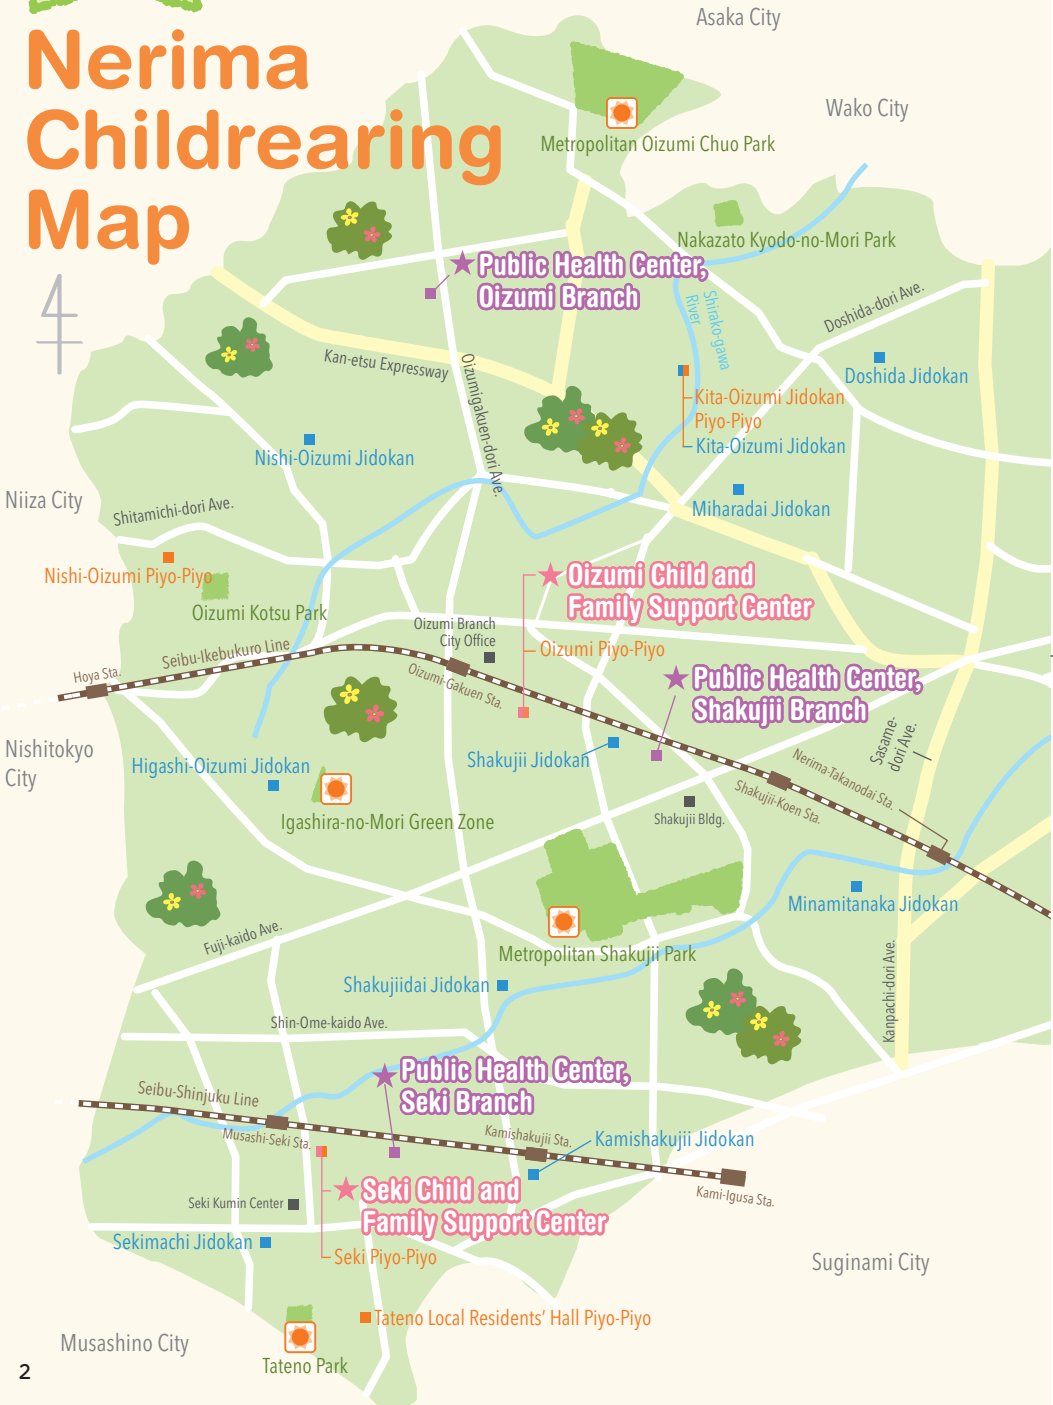 Nerima
Childrearing
Map
Asaka City
Wako City
Metropolitan Oizumi Chuo Park
Nakazato Kyodo-no-Mori Park
Public Health Center,
Oizumi Branch
Shirako-gawa
River
Doshida-dori Ave.
Kan-etsu Expressway
Oizumigakuen-dori Ave.
Doshida Jidokan
Kita-Oizumi Jidokan
Piyo-Piyo
Kita-Oizumi Jidokan
Nishi-Oizumi Jidokan
Niiza City
Shitamichi-dori Ave.
Miharadai Jidokan
Nishi-Oizumi Piyo-Piyo
Oizumi Child and
Family Support Center
Oizumi Kotsu Park
Oizumi Branch
City Office
Oizumi Piyo-Piyo
Seibu-Ikebukuro Line
Hoya Sta.
Oizumi-Gakuen Sta.
Public Health Center,
Shakujii Branch
Sasame-
dori Ave.
Nishitokyo
City
Higashi-Oizumi Jidokan
Shakujii Jidokan
Nerima-Takanodai Sta.
Shakujii-Koen Sta.
Igashira-no-Mori Green Zone
Shakujii Bldg.
Minamitanaka Jidokan
Fuji-kaido Ave.
Metropolitan Shakujii Park
Kanpachi-dori Ave.
Shakujiidai Jidokan
Shin-Ome-kaido Ave.
Public Health Center,
Seki Branch
Seibu-Shinjuku Line
Musashi-Seki Sta.
Kamishakujii Sta.
Kamishakujii Jidokan
Kami-Igusa Sta.
Seki Child and
Family Support Center
Seki Kumin Center
Sekimachi Jidokan
Seki Piyo-Piyo
Suginami City
Tateno Local Residents' Hall Piyo-Piyo
Musashino City
Tateno Park
2